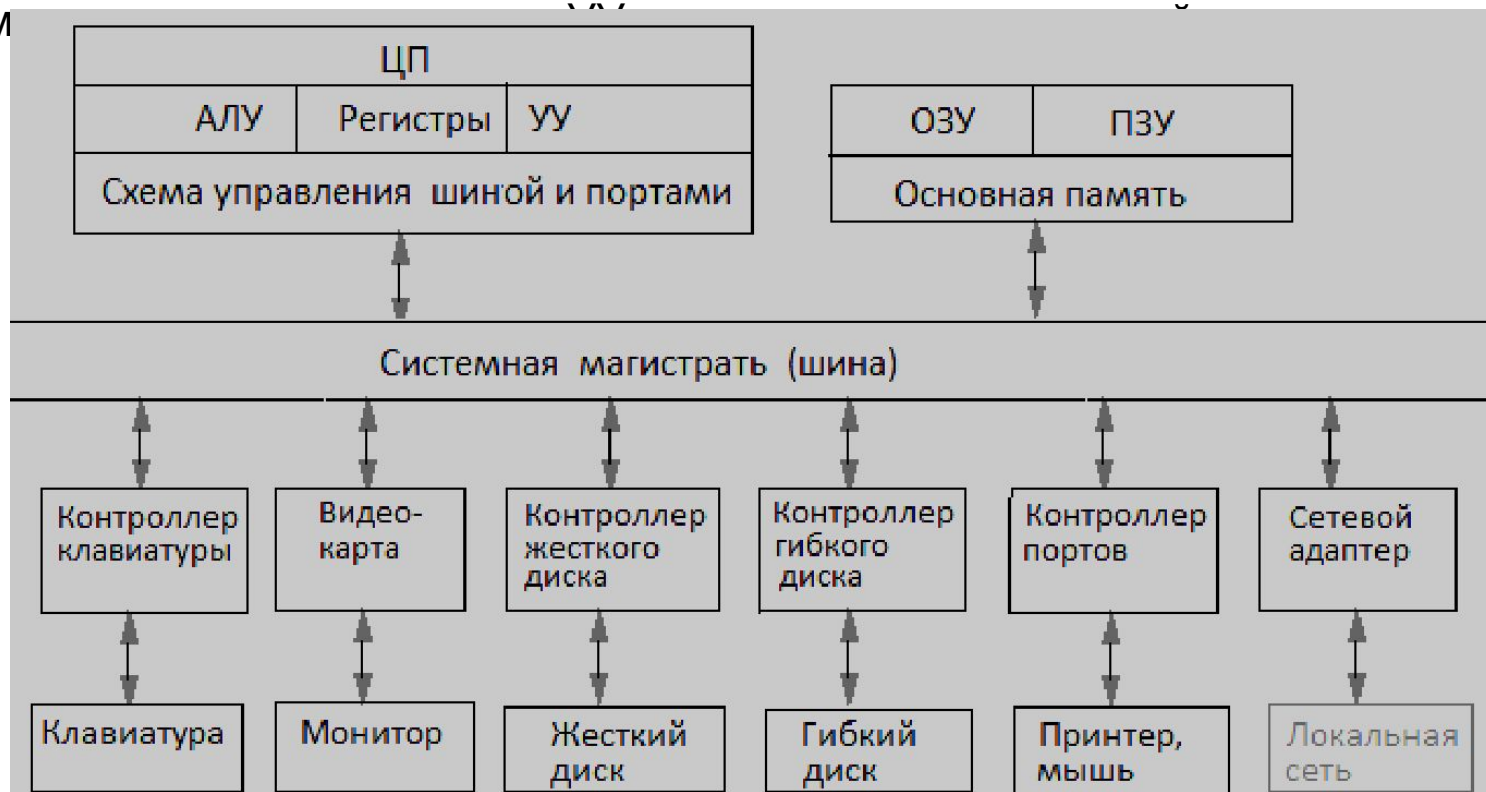 ЦП
АЛУ Регистры УУ
Схема управления шиной и портами
ОЗУ ПЗУ
Основная память
Системная магистрать (шина)
Контроллер
клавиатуры
Видео-
карта
Контроллер
жесткого
диска
Контроллер
гибкого
диска
Контроллер
портов
Сетевой
адаптер
Клавиатура
Монитор
Жесткий
диск
Гибкий
диск
Принтер,
мышь
Локальная
сеть